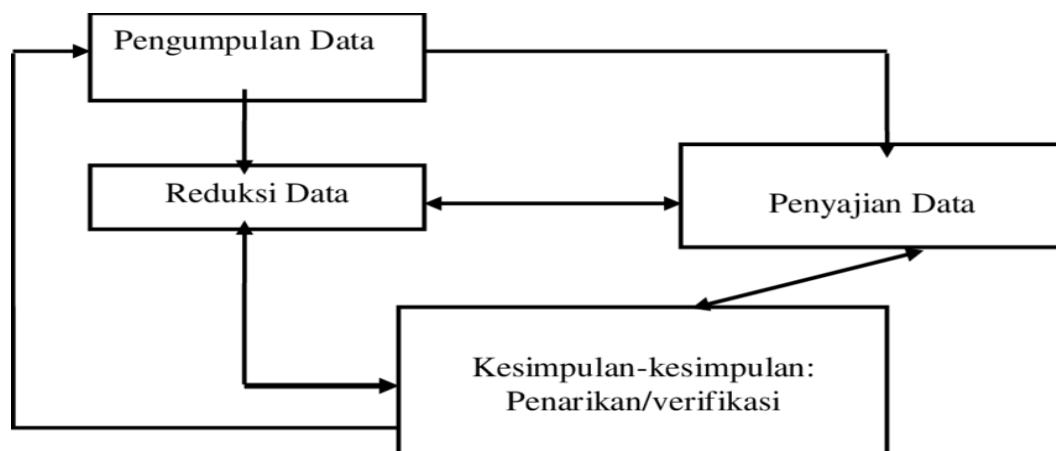 Pengumpulan Data
Reduksi Data
Penyajian Data
Kesimpulan-kesimpulan:
Penarikan/verifikasi